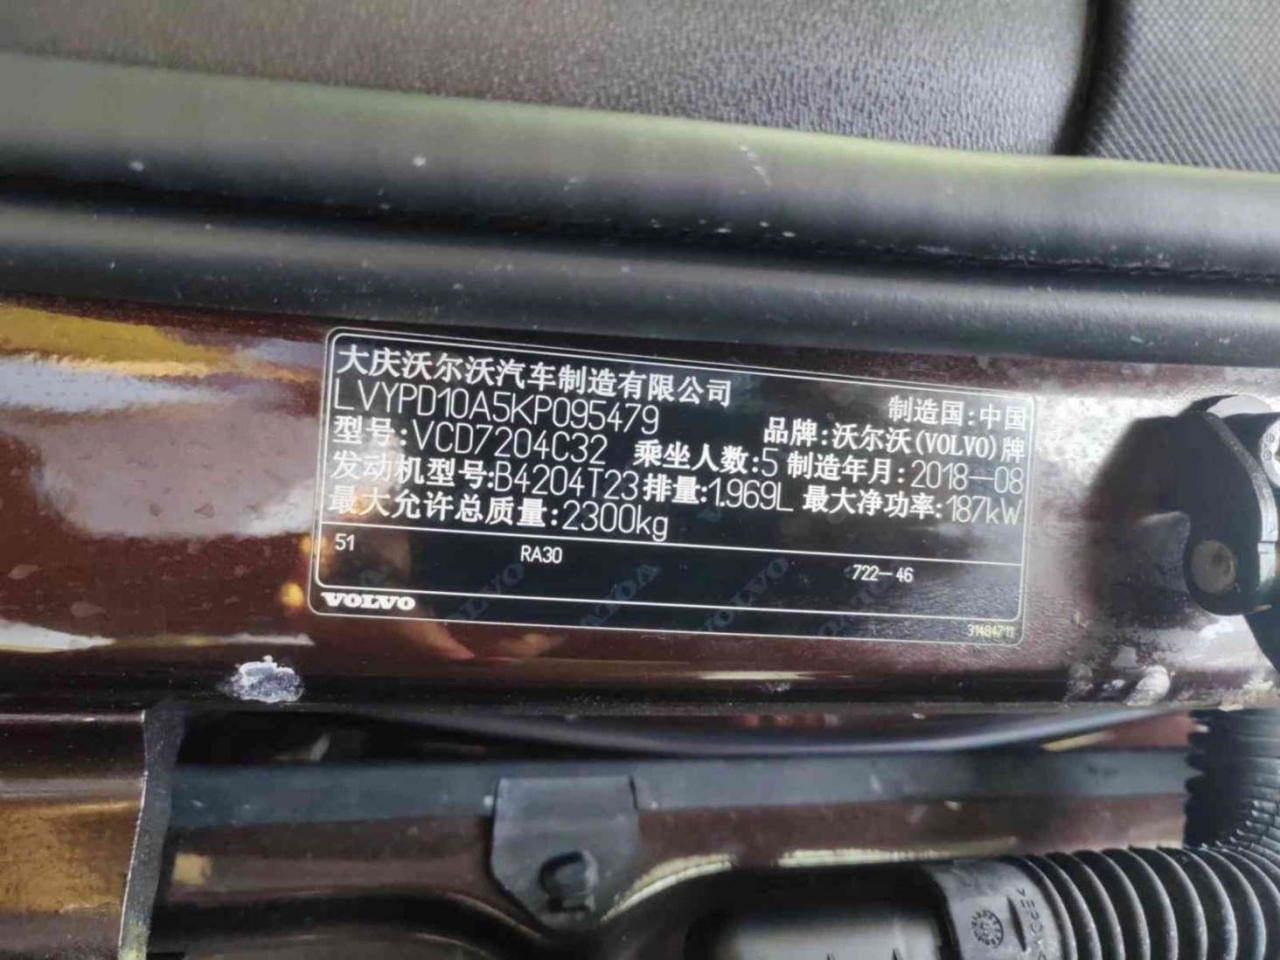 大庆沃尔沃汽车制造有限公司 制造国:中国
LVYPD10A5KP095479 品牌:沃尔沃(VOLVO)牌
型号:VCD7204C32 乘坐人数:5 制造年月:2018-08
发动机型号:B4204T23 排量:1.969L 最大净功率:187kW
最大允许总质量:2300kg
51 RA30 722-46
VOLVO
31484711